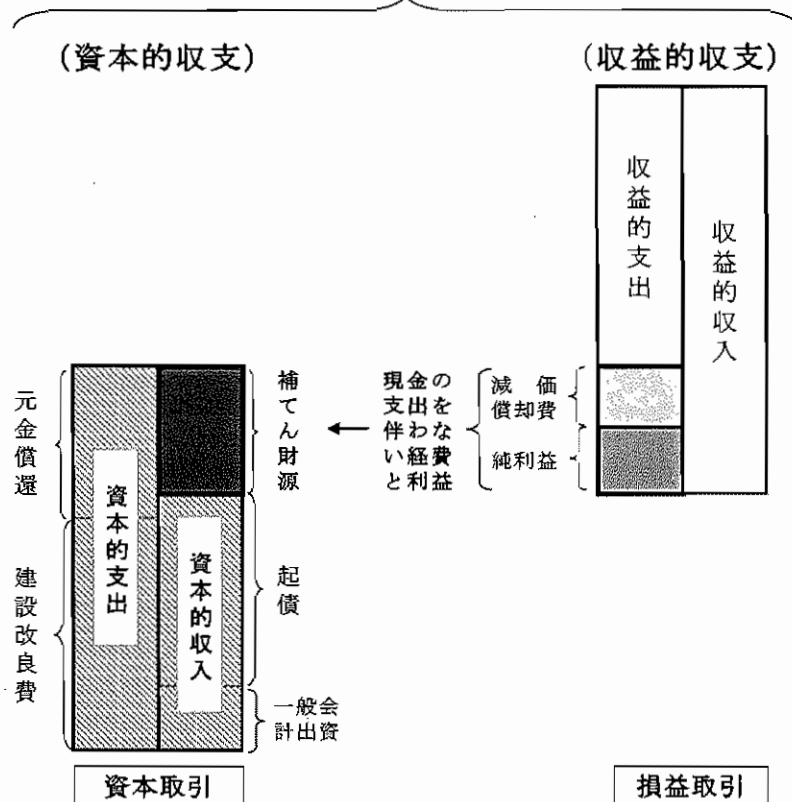 (資本的収支)
(収益的収支)
収益的支出
収益的収入
元金償還
建設改良費
資本的支出
資本的収入
補てん財源
起債
一般会
計出資
現金の
支出を
伴わな
い経費
と利益
減価
償却費
純利益
資本取引
損益取引